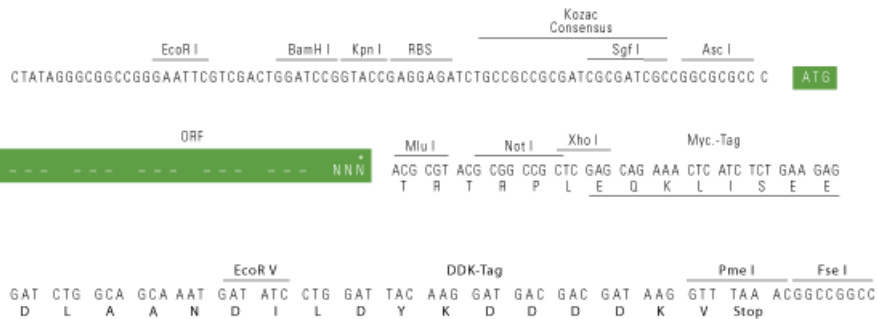 Kozac
Consensus
EcoR I BamH I Kpn I RBS Sgf I Asc I
CTATAGGGCGGCCGGGAATTCGTCGACTGGATCCGGTACCGAGGAGATCTGCCGCCGCGATCGCGATCGCCGGCGCGCC C ATG
ORF
Mlu I Not I Xho I Myc.-Tag
--- --- --- --- --- NNN* ACG CGT ACG CGG CCG CTC GAG CAG AAA CTC ATC TCT GAA GAG
T R T R P L E Q K L I S E E
EcoR V DDK-Tag Pme I Fse I
GAT CTG GCA GCA AAT GAT ATC CTG GAT TAC AAG GAT GAC GAC GAT AAG GTT TAA ACGGCCGGCC
D L A A N D I L D Y K D D D D K V Stop